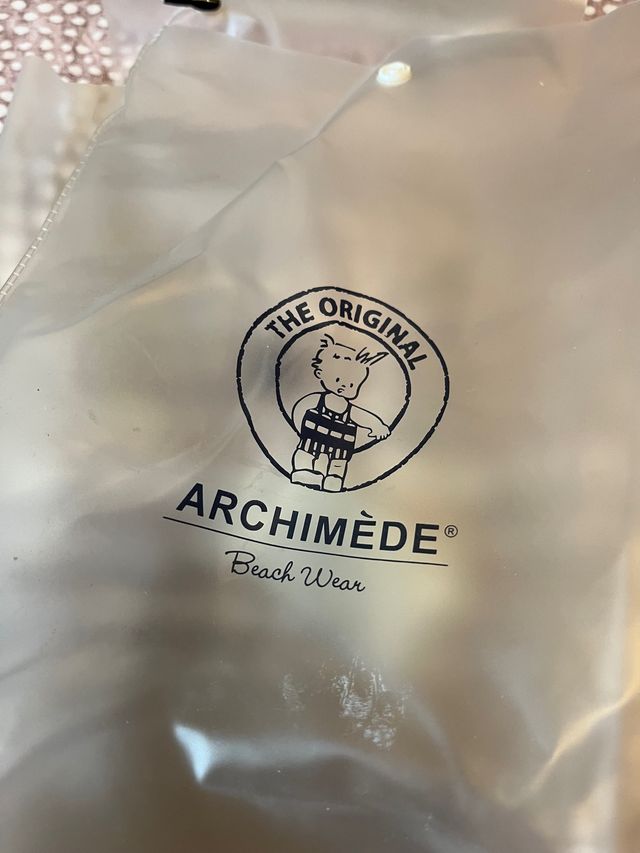 THE ORIGINAL
ARCHIMÈDE®
Beach Wear